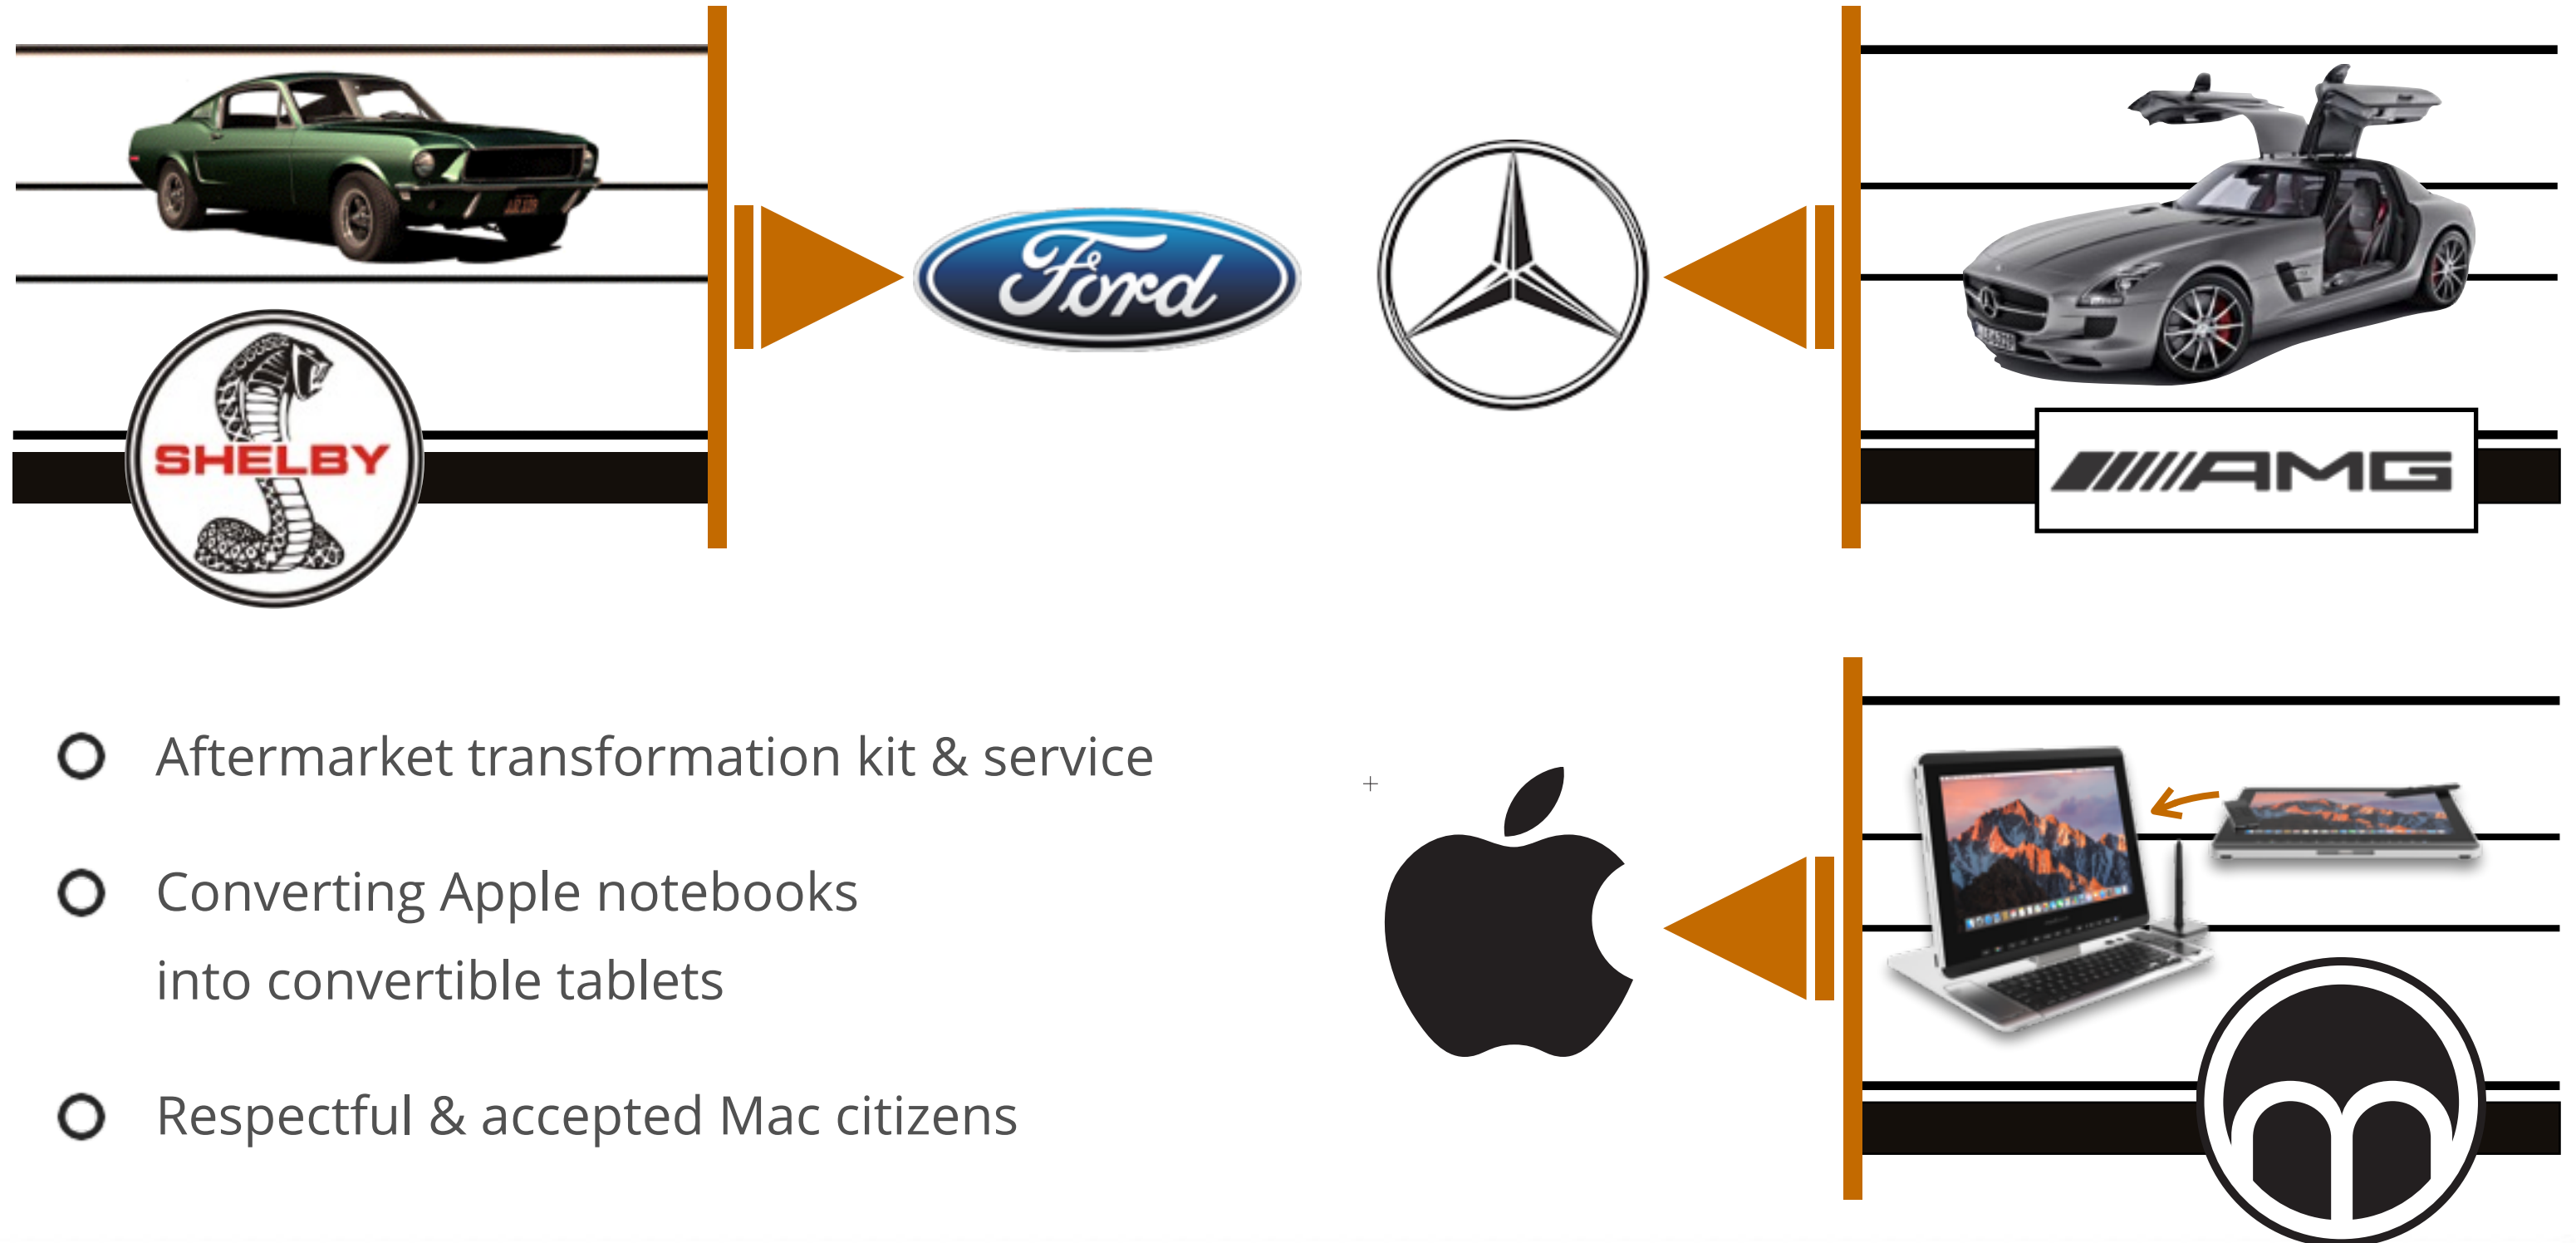 Ford
SHELBY
AMG
Aftermarket transformation kit & service
Converting Apple notebooks
into convertible tablets
Respectful & accepted Mac citizens